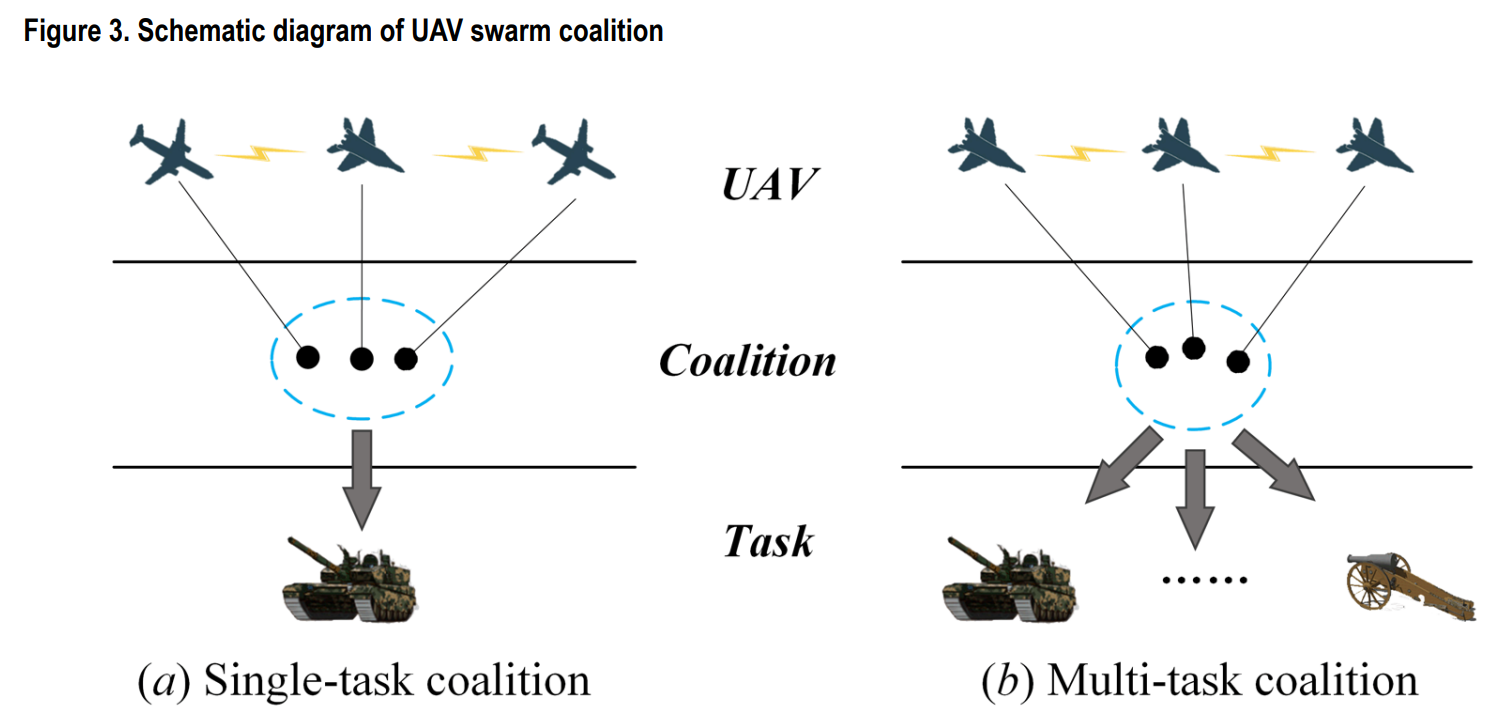 Figure 3. Schematic diagram of UAV swarm coalition
UAV
Coalition
Task
......
(a) Single-task coalition
(b) Multi-task coalition